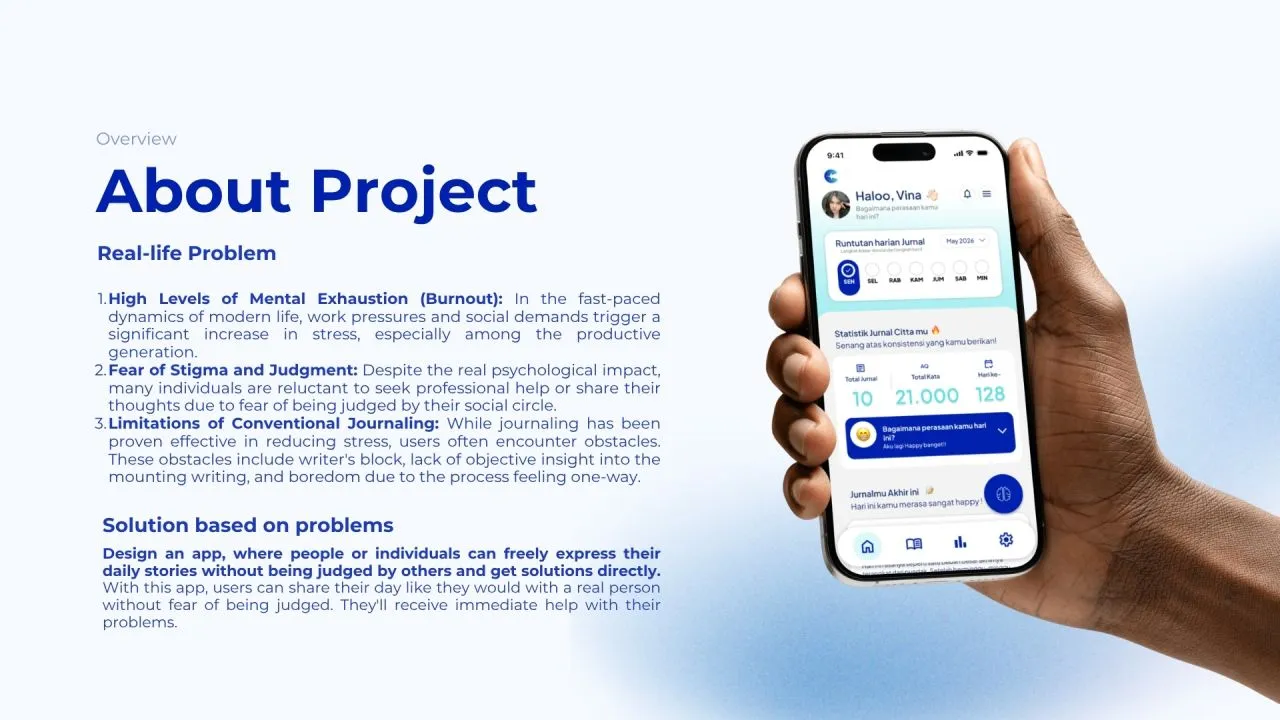 Overview
About Project
Real-life Problem
1. High Levels of Mental Exhaustion (Burnout): In the fast-paced
dynamics of modern life, work pressures and social demands trigger a
significant increase in stress, especially among the productive
generation.
2. Fear of Stigma and Judgment: Despite the real psychological impact,
many individuals are reluctant to seek professional help or share their
thoughts due to fear of being judged by their social circle.
3. Limitations of Conventional Journaling: While journaling has been
proven effective in reducing stress, users often encounter obstacles.
These obstacles include writer's block, lack of objective insight into the
mounting writing, and boredom due to the process feeling one-way.
Solution based on problems
Design an app, where people or individuals can freely express their
daily stories without being judged by others and get solutions directly.
With this app, users can share their day like they would with a real person
without fear of being judged. They'll receive immediate help with their
problems.
9:41
Haloo, Vina
Bagaimana perasaan kamu
hari ini?
Runtutan harian Jurnal
May 2026
SEN SEL RAB KAM JUM SAB MIN
Statistik Jurnal Citta mu
Senang atas konsistensi yang kamu berikan!
Total Jurnal
10
AQ
Total Kata
21.000
Hari ke-
128
Bagaimana perasaan kamu hari
ini?
Aku lagi Happy banget!!
Jurnalmu Akhir ini
Hari ini kamu merasa sangat happy !